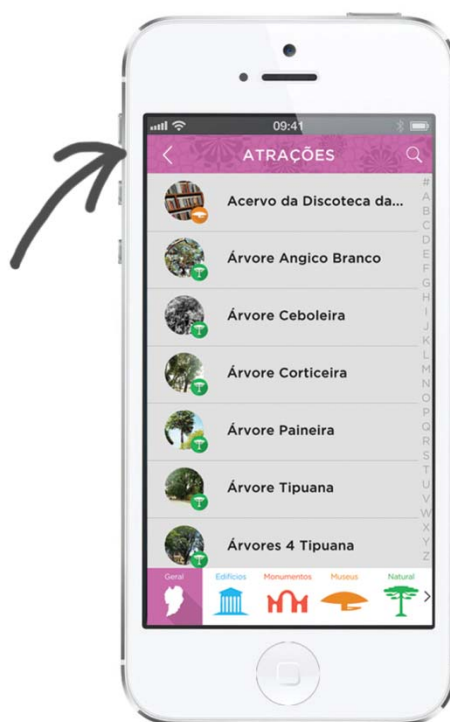 09:41
ATRAÇÕES
Acervo da Discoteca da...
Árvore Angico Branco
Árvore Ceboleira
Árvore Corticeira
Árvore Paineira
Árvore Tipuana
Árvores 4 Tipuana
#
A
B
C
D
E
F
G
H
I
J
K
L
M
N
O
P
Q
R
S
T
U
V
W
X
Y
Z
Geral Edifícios Monumentos Museus Natural